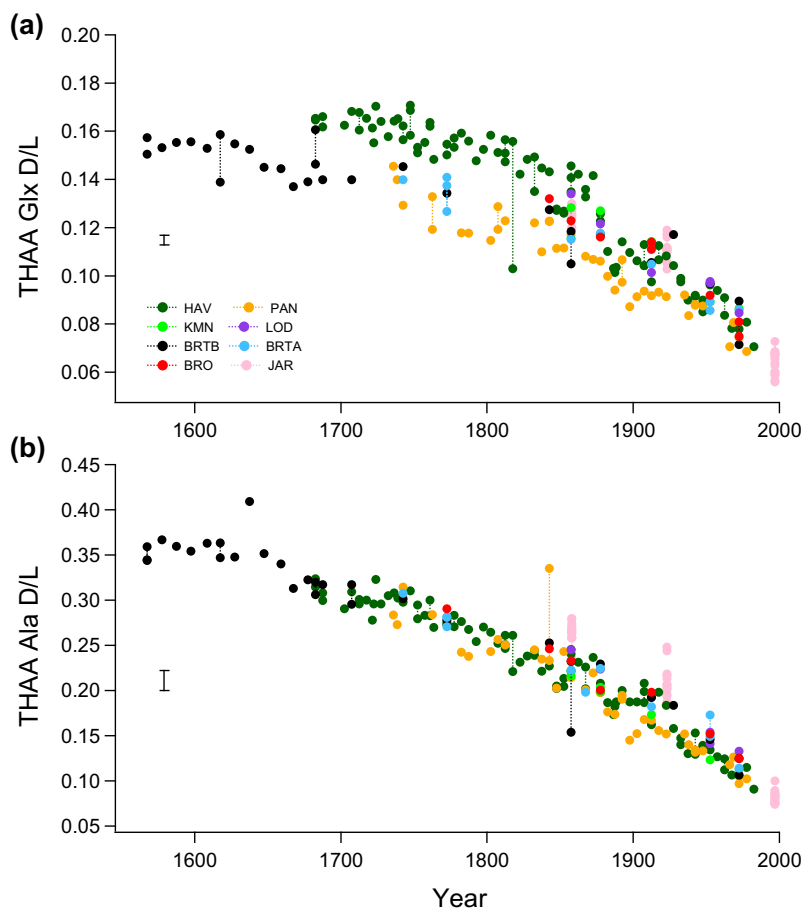 (a)
THAA Glx D/L
0.20
0.18
0.16
0.14
0.12
0.10
0.08
0.06
HAV PAN
KMN LOD
BRTB BRTA
BRO JAR
1600 1700 1800 1900 2000
(b)
THAA Ala D/L
0.45
0.40
0.35
0.30
0.25
0.20
0.15
0.10
0.05
1600 1700 1800 1900 2000
Year